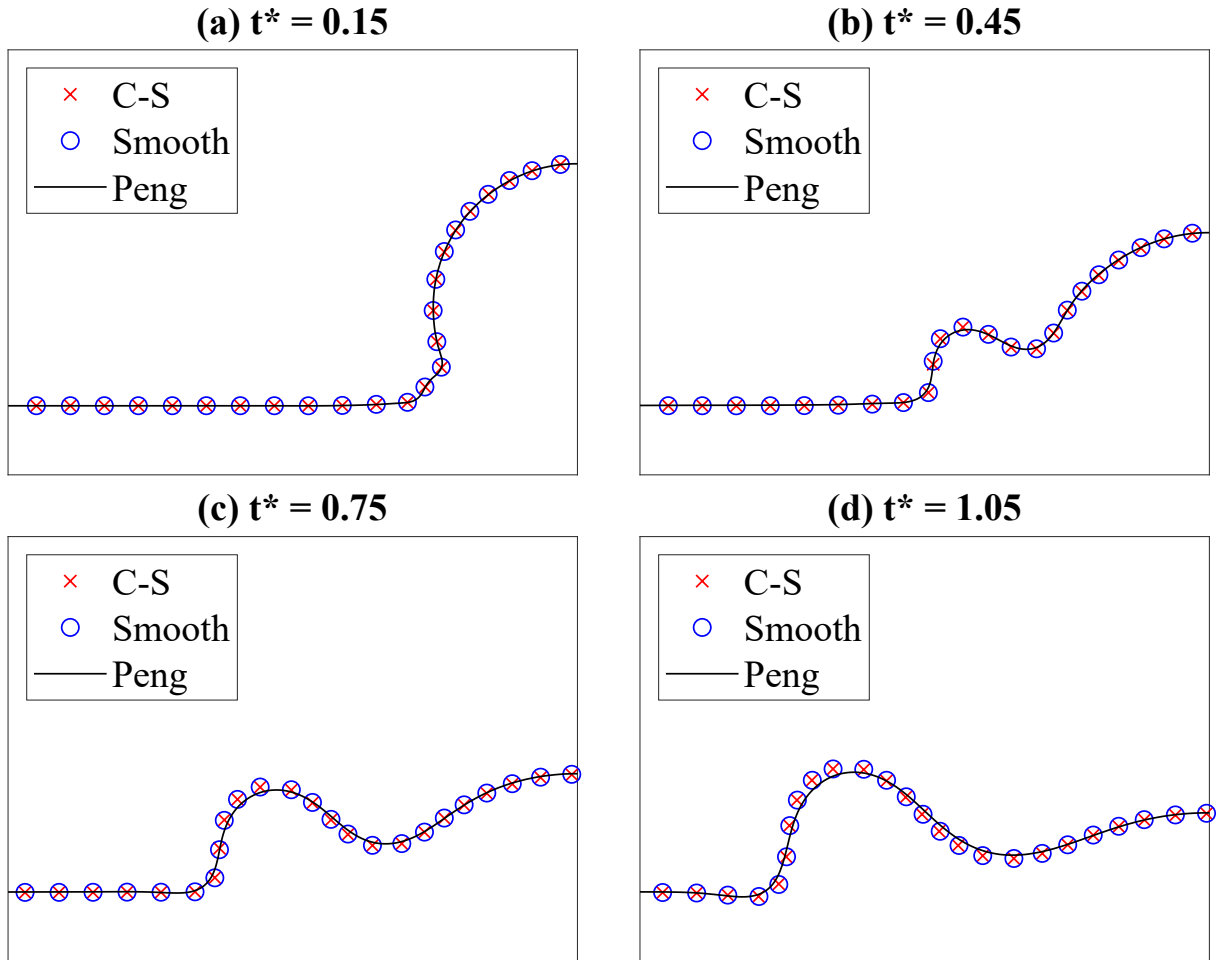 (a) t* = 0.15
C-S
Smooth
Peng
(b) t* = 0.45
C-S
Smooth
Peng
(c) t* = 0.75
C-S
Smooth
Peng
(d) t* = 1.05
C-S
Smooth
Peng